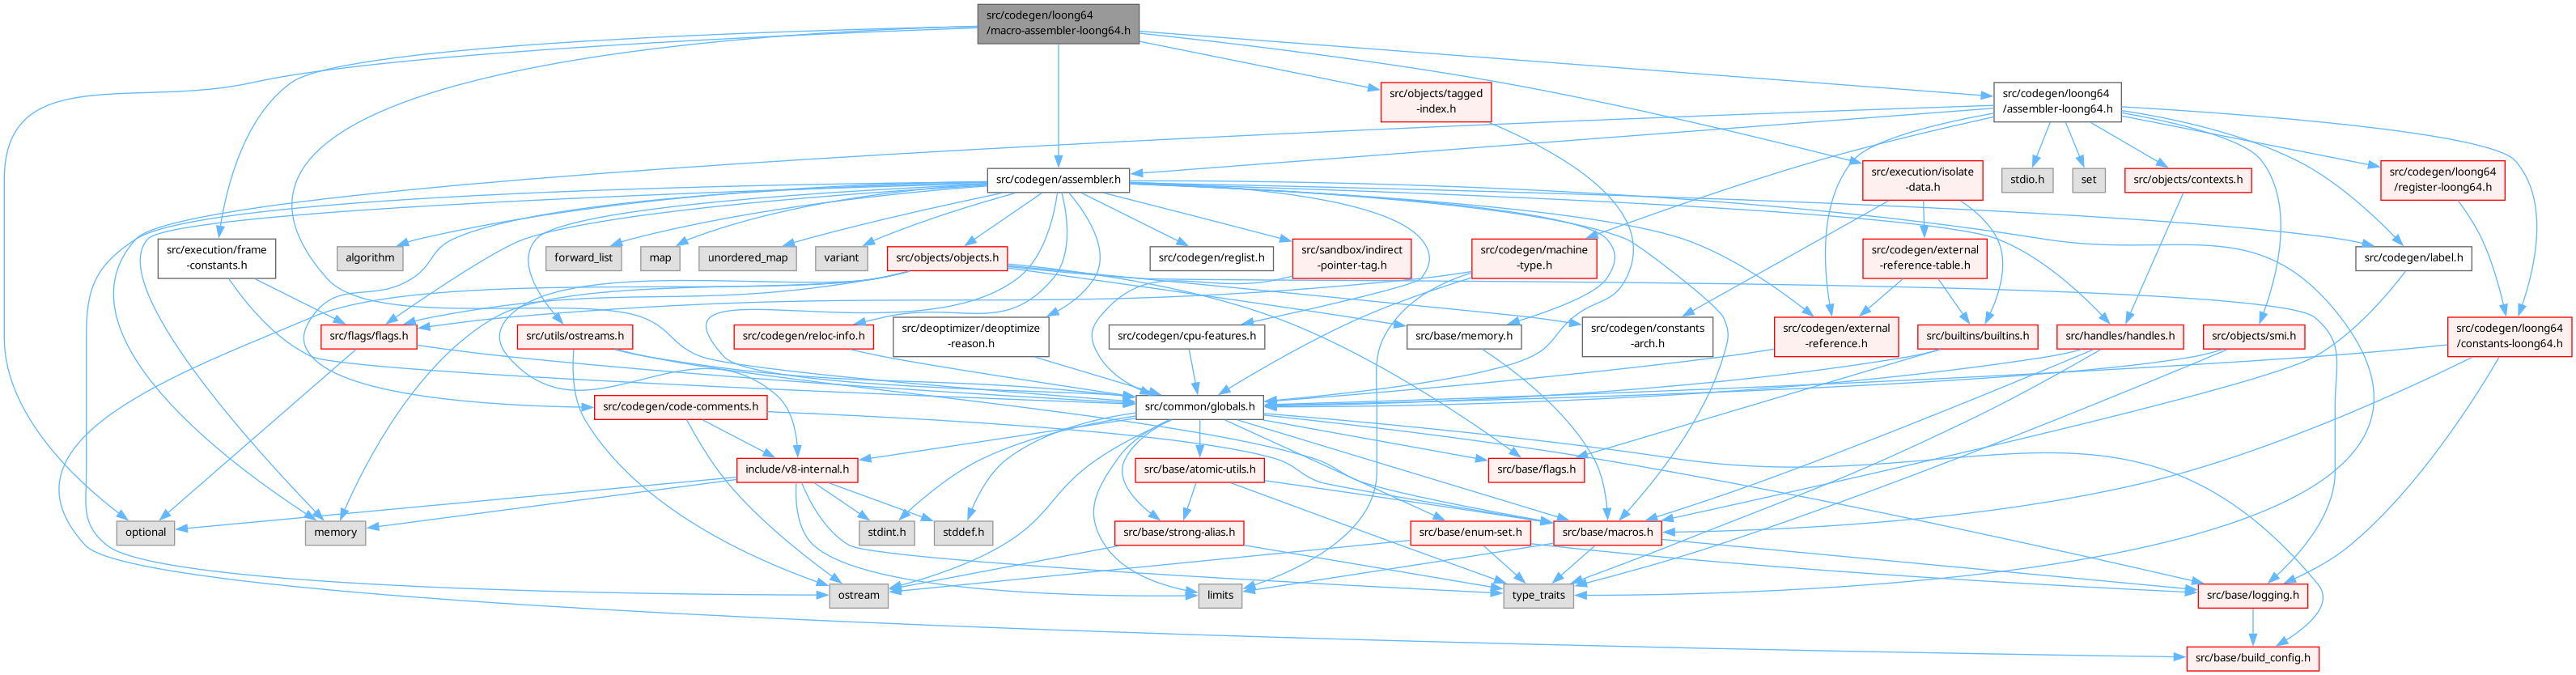 src/codegen/loong64
/macro-assembler-loong64.h
src/objects/tagged
-index.h
src/codegen/loong64
/assembler-loong64.h
src/codegen/assembler.h
src/execution/isolate
-data.h
stdio.h
set
src/objects/contexts.h
src/codegen/loong64
/register-loong64.h
src/execution/frame
-constants.h
algorithm
forward_list
map
unordered_map
variant
src/objects/objects.h
src/codegen/reglist.h
src/sandbox/indirect
-pointer-tag.h
src/codegen/machine
-type.h
src/codegen/external
-reference-table.h
src/codegen/label.h
src/flags/flags.h
src/utils/ostreams.h
src/codegen/reloc-info.h
src/deoptimizer/deoptimize
-reason.h
src/codegen/cpu-features.h
src/base/memory.h
src/codegen/constants
-arch.h
src/codegen/external
-reference.h
src/builtins/builtins.h
src/handles/handles.h
src/objects/smi.h
src/codegen/loong64
/constants-loong64.h
src/codegen/code-comments.h
src/common/globals.h
include/v8-internal.h
src/base/atomic-utils.h
src/base/flags.h
optional
memory
stdint.h
stddef.h
src/base/strong-alias.h
src/base/enum-set.h
src/base/macros.h
ostream
limits
type_traits
src/base/logging.h
src/base/build_config.h